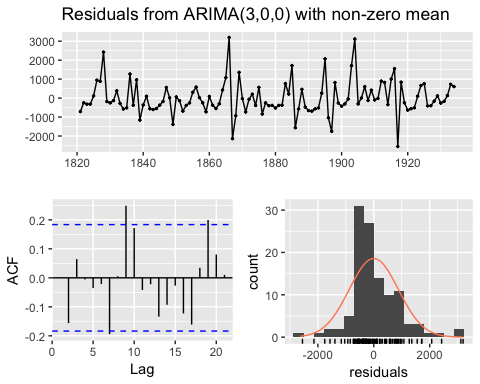 Residuals from ARIMA(3,0,0) with non-zero mean
3000
2000
1000
0
-1000
-2000
1820 1840 1860 1880 1900 1920
ACF
0.2
0.1
0.0
-0.1
-0.2
0 5 10 15 20
Lag
count
30
20
10
0
-2000 0 2000
residuals